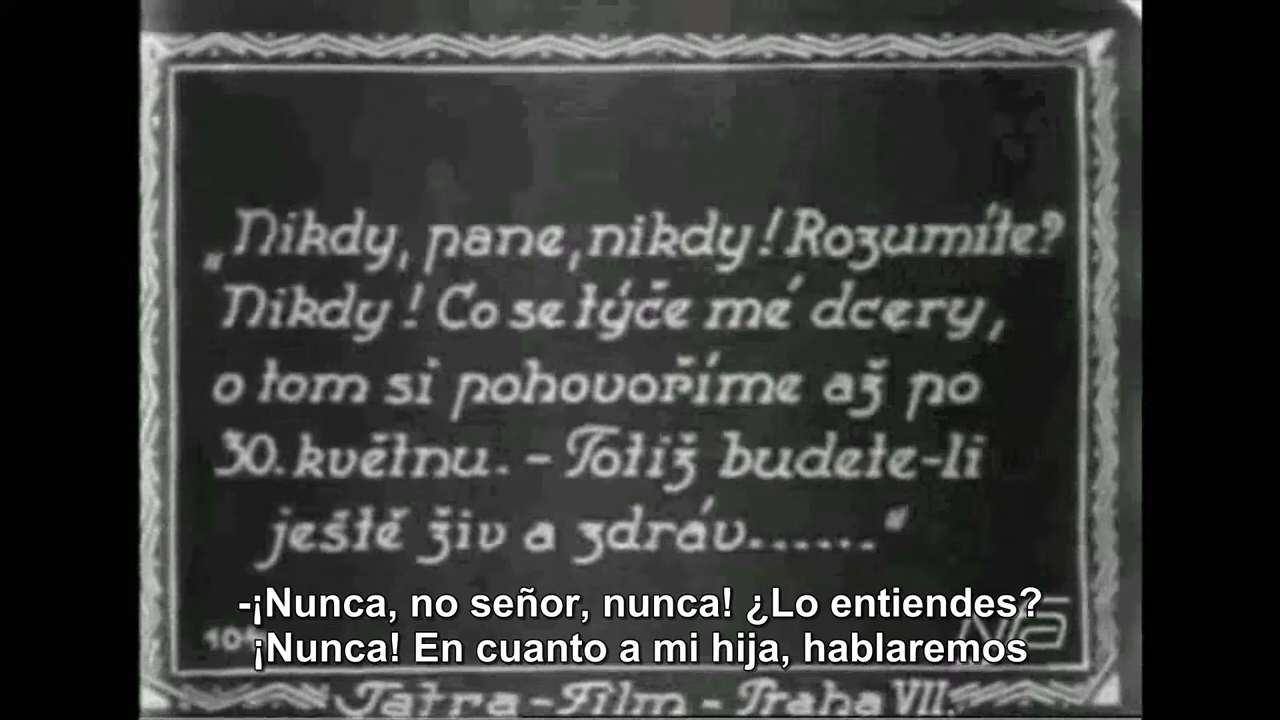 „Nikdy, pane, nikdy! Rozumíte?
Nikdy! Co se týče mé dcery,
o tom si pohovoříme až po
30. květnu. - Totiž budete-li
ještě živ a zdráv......“
-¡Nunca, no señor, nunca! ¿Lo entiendes?
¡Nunca! En cuanto a mi hija, hablaremos
Tatra-Film - Praha VII.